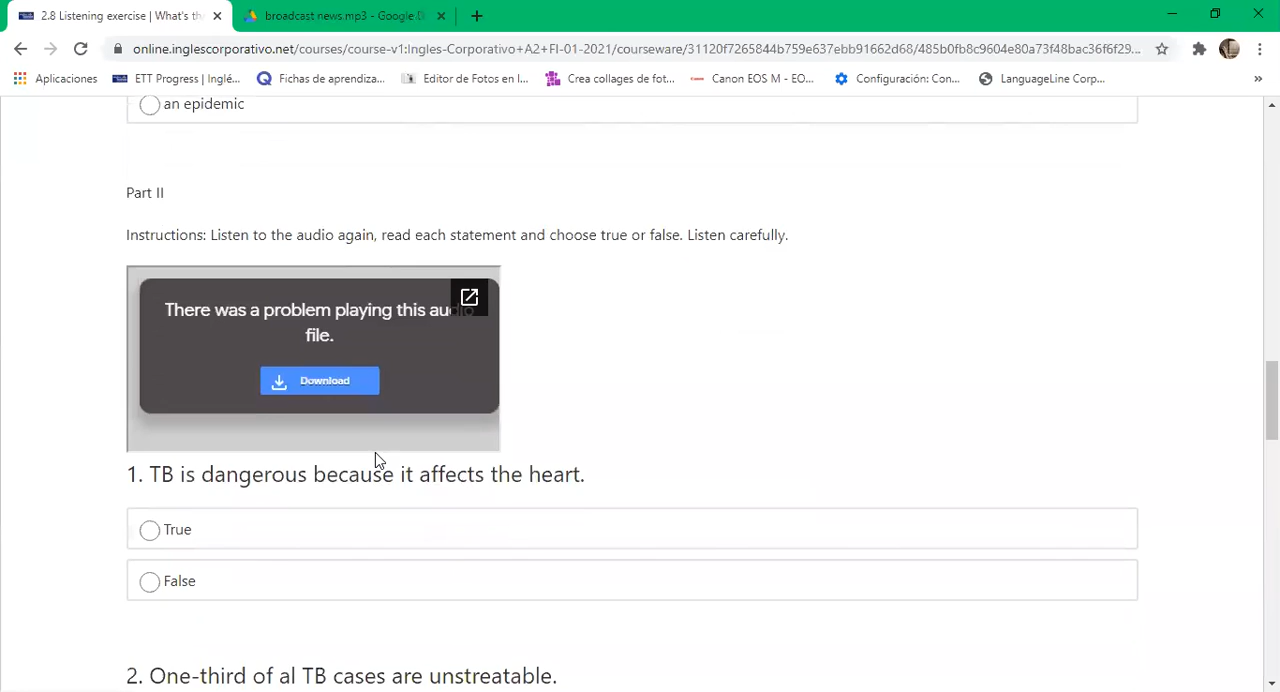 2.8 Listening exercise | What's th
broadcast news.mp3 - Google D
online.inglescorporativo.net/courses/course-v1:Ingles-Corporativo+A2+FI-01-2021/courseware/31120f7265844b759e637ebb91662d68/485b0fb8c9604e80a73f48bac36f6f29...
Aplicaciones
ETT Progress | Inglé...
Fichas de aprendiza...
Editor de Fotos en l...
Crea collages de fot...
Canon EOS M - EO...
Configuración: Con...
LanguageLine Corp...
»
an epidemic
Part II
Instructions: Listen to the audio again, read each statement and choose true or false. Listen carefully.
There was a problem playing this audio
file.
Download
1. TB is dangerous because it affects the heart.
True
False
2. One-third of al TB cases are unstreatable.